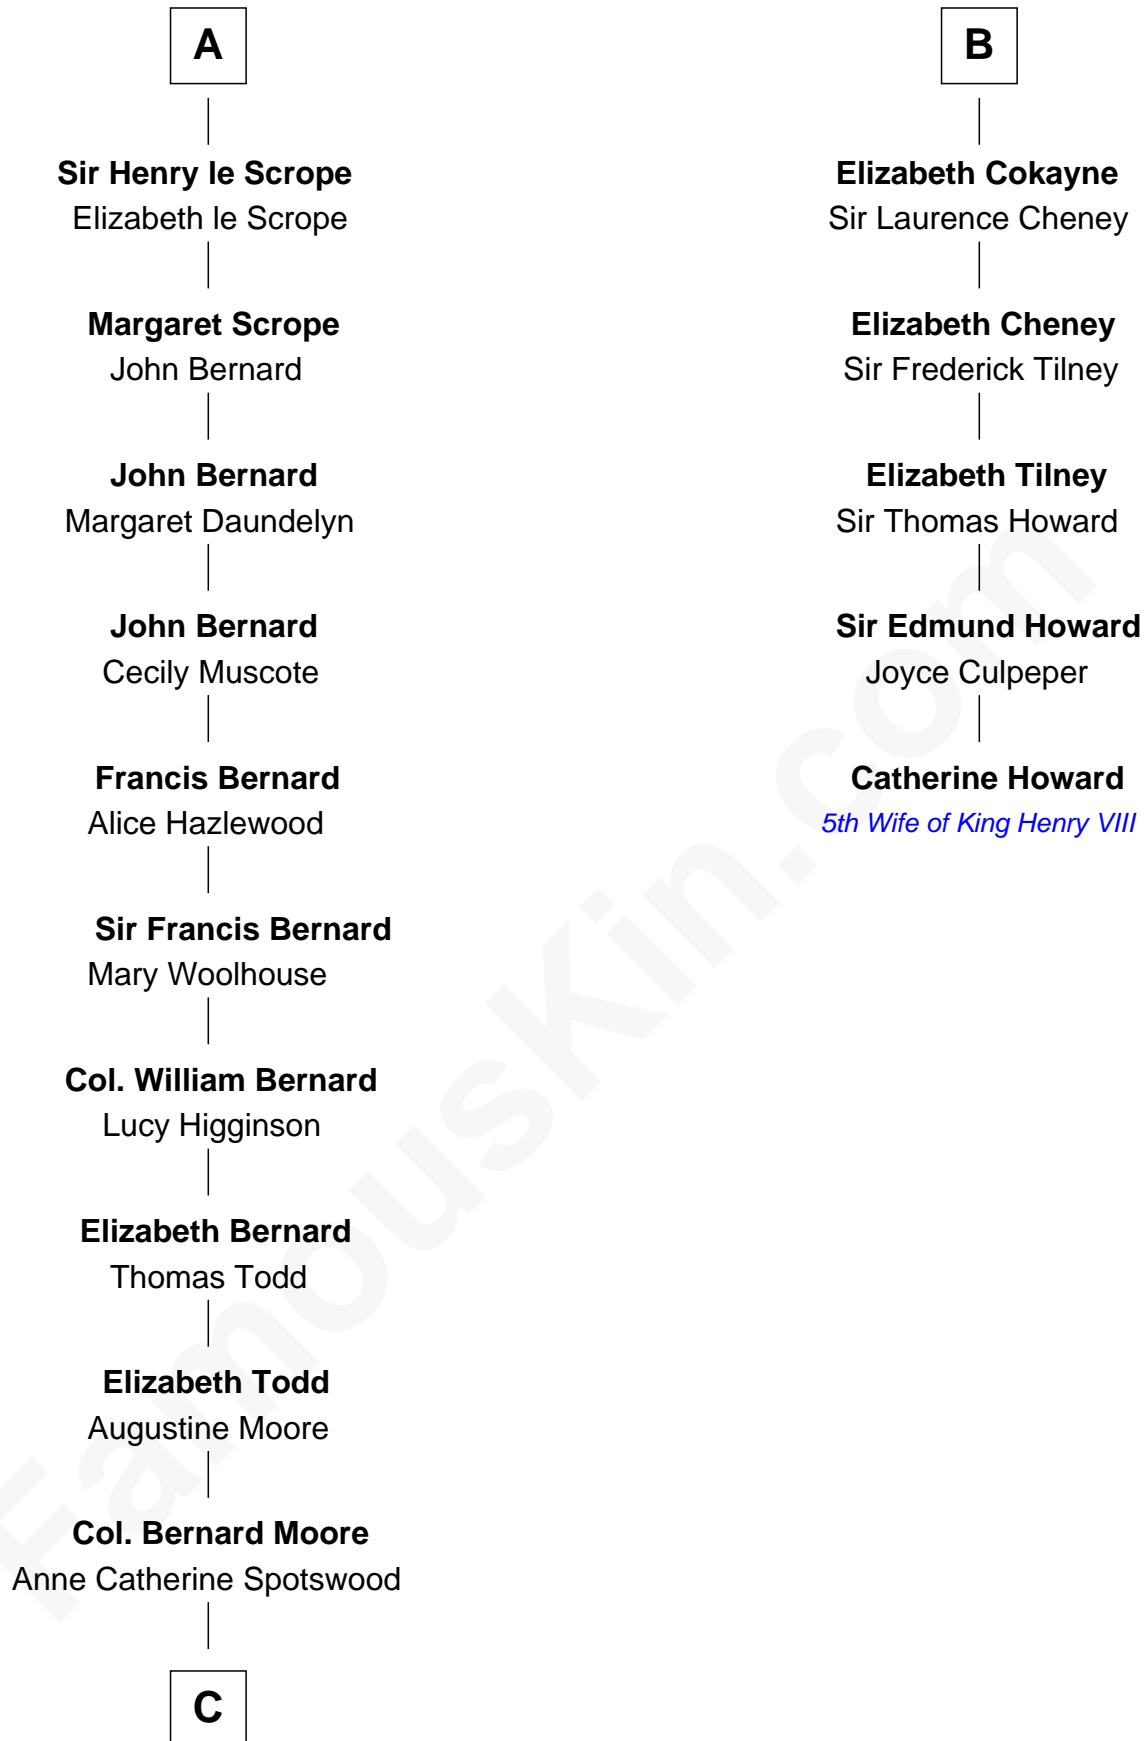 A
Sir Henry le Scrope
Elizabeth le Scrope
Margaret Scrope
John Bernard
John Bernard
Margaret Daundelyn
John Bernard
Cecily Muscote
Francis Bernard
Alice Hazlewood
Sir Francis Bernard
Mary Woolhouse
Col. William Bernard
Lucy Higginson
Elizabeth Bernard
Thomas Todd
Elizabeth Todd
Augustine Moore
Col. Bernard Moore
Anne Catherine Spotswood
C
B
Elizabeth Cokayne
Sir Laurence Cheney
Elizabeth Cheney
Sir Frederick Tilney
Elizabeth Tilney
Sir Thomas Howard
Sir Edmund Howard
Joyce Culpeper
Catherine Howard
5th Wife of King Henry VIII
FamousKin.com